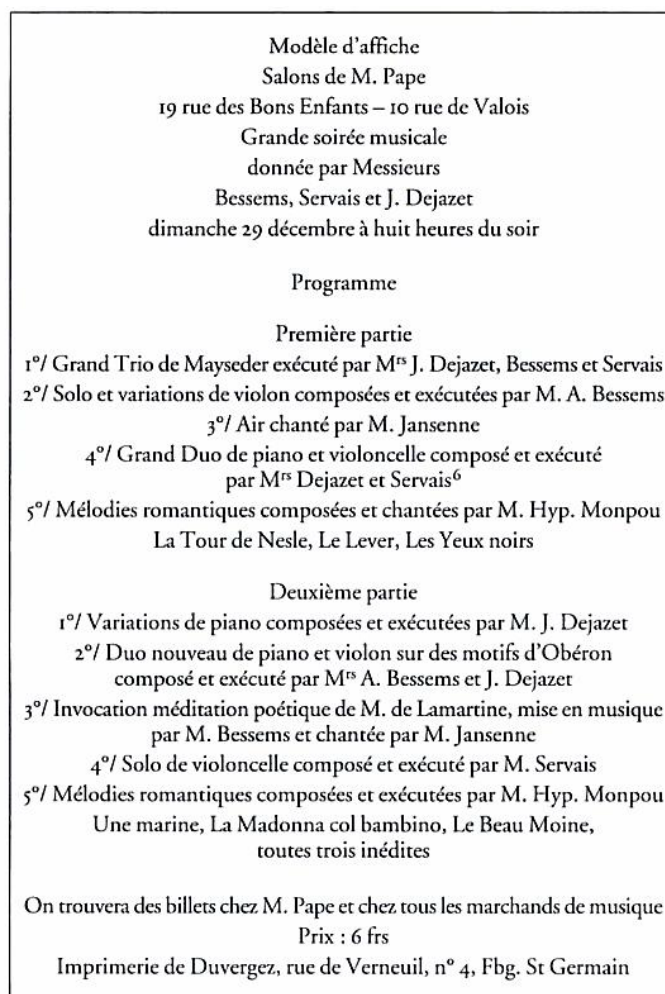 Modèle d'affiche
Salons de M. Pape
19 rue des Bons Enfants – 10 rue de Valois
Grande soirée musicale
donnée par Messieurs
Bessems, Servais et J. Dejazet
dimanche 29 décembre à huit heures du soir
Programme
Première partie
1°/ Grand Trio de Mayseder exécuté par Mrs J. Dejazet, Bessems et Servais
2°/ Solo et variations de violon composées et exécutées par M. A. Bessems
3°/ Air chanté par M. Jansenne
4°/ Grand Duo de piano et violoncelle composé et exécuté
par Mrs Dejazet et Servais6
5°/ Mélodies romantiques composées et chantées par M. Hyp. Monpou
La Tour de Nesle, Le Lever, Les Yeux noirs
Deuxième partie
1°/ Variations de piano composées et exécutées par M. J. Dejazet
2°/ Duo nouveau de piano et violon sur des motifs d'Obéron
composé et exécuté par Mrs A. Bessems et J. Dejazet
3°/ Invocation méditation poétique de M. de Lamartine, mise en musique
par M. Bessems et chantée par M. Jansenne
4°/ Solo de violoncelle composé et exécuté par M. Servais
5°/ Mélodies romantiques composées et exécutées par M. Hyp. Monpou
Une marine, La Madonna col bambino, Le Beau Moine,
toutes trois inédites
On trouvera des billets chez M. Pape et chez tous les marchands de musique
Prix : 6 frs
Imprimerie de Duvergez, rue de Verneuil, n° 4, Fbg. St Germain